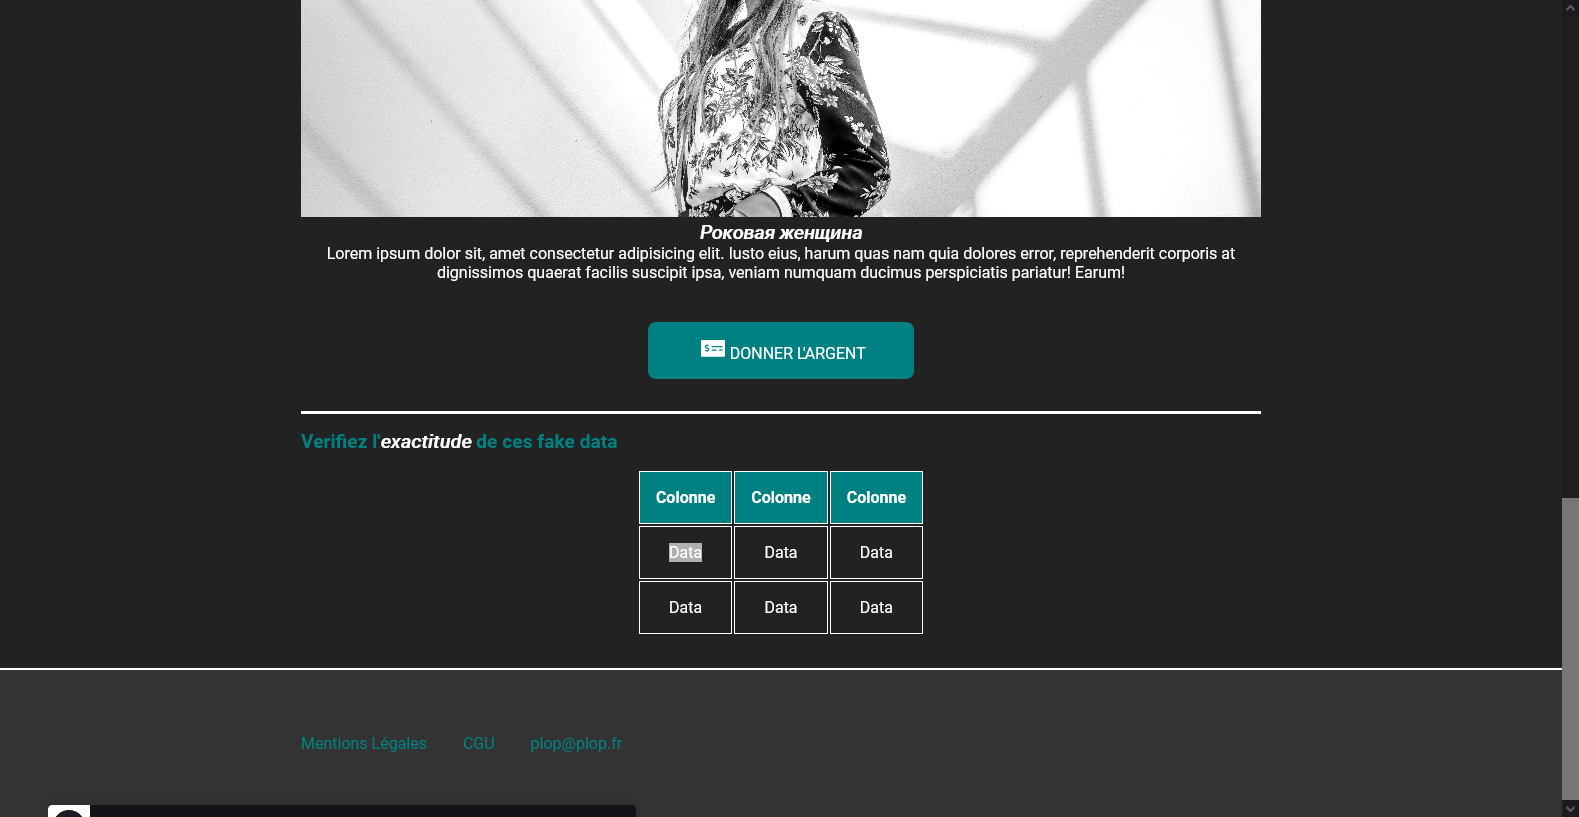 Роковая женщина
Lorem ipsum dolor sit, amet consectetur adipisicing elit. Iusto eius, harum quas nam quia dolores error, reprehenderit corporis at
dignissimos quaerat facilis suscipit ipsa, veniam numquam ducimus perspiciatis pariatur! Earum!
DONNER L'ARGENT
Verifiez l'exactitude de ces fake data
Colonne Colonne Colonne
Data Data Data
Data Data Data
Mentions Légales CGU plop@plop.fr